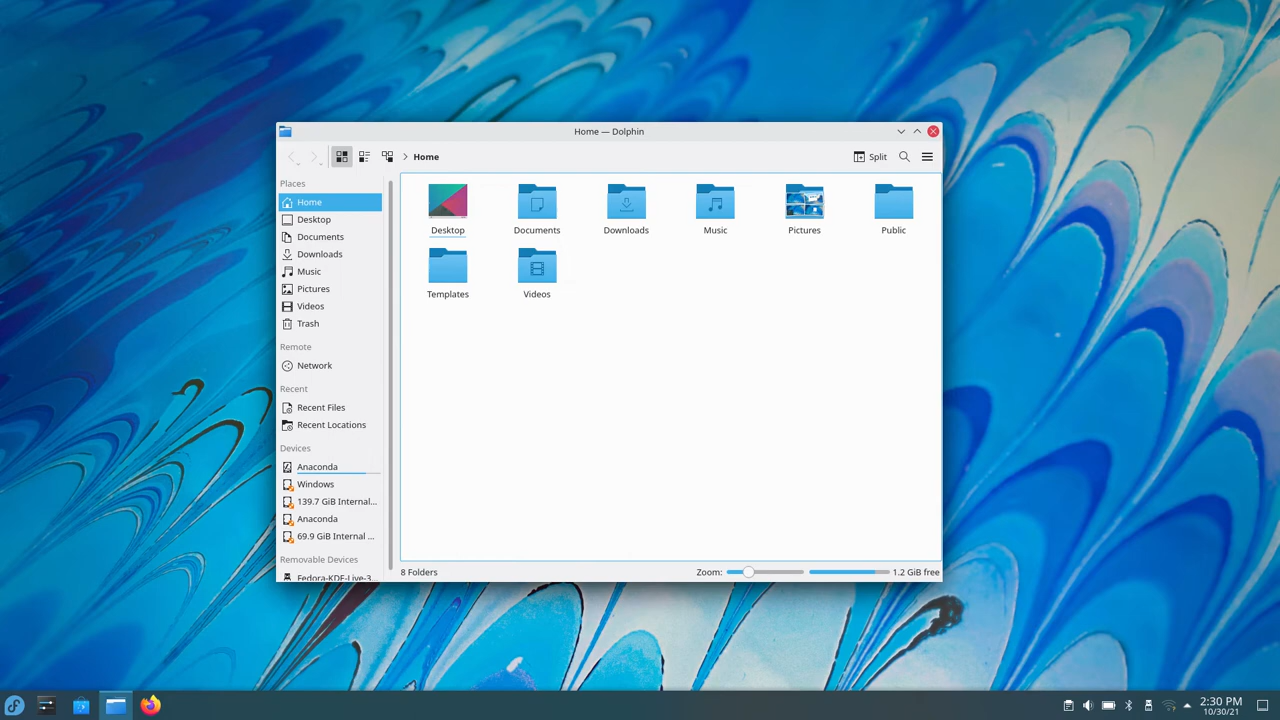 Home — Dolphin
Home
Split
Places
Home
Desktop
Documents
Downloads
Music
Pictures
Videos
Trash
Remote
Network
Recent
Recent Files
Recent Locations
Devices
Anaconda
Windows
139.7 GiB Internal...
Anaconda
69.9 GiB Internal ...
Removable Devices
Fedora-KDE-Live-3...
Desktop
Documents
Downloads
Music
Pictures
Public
Templates
Videos
8 Folders
Zoom:
1.2 GiB free
2:30 PM
10/30/21